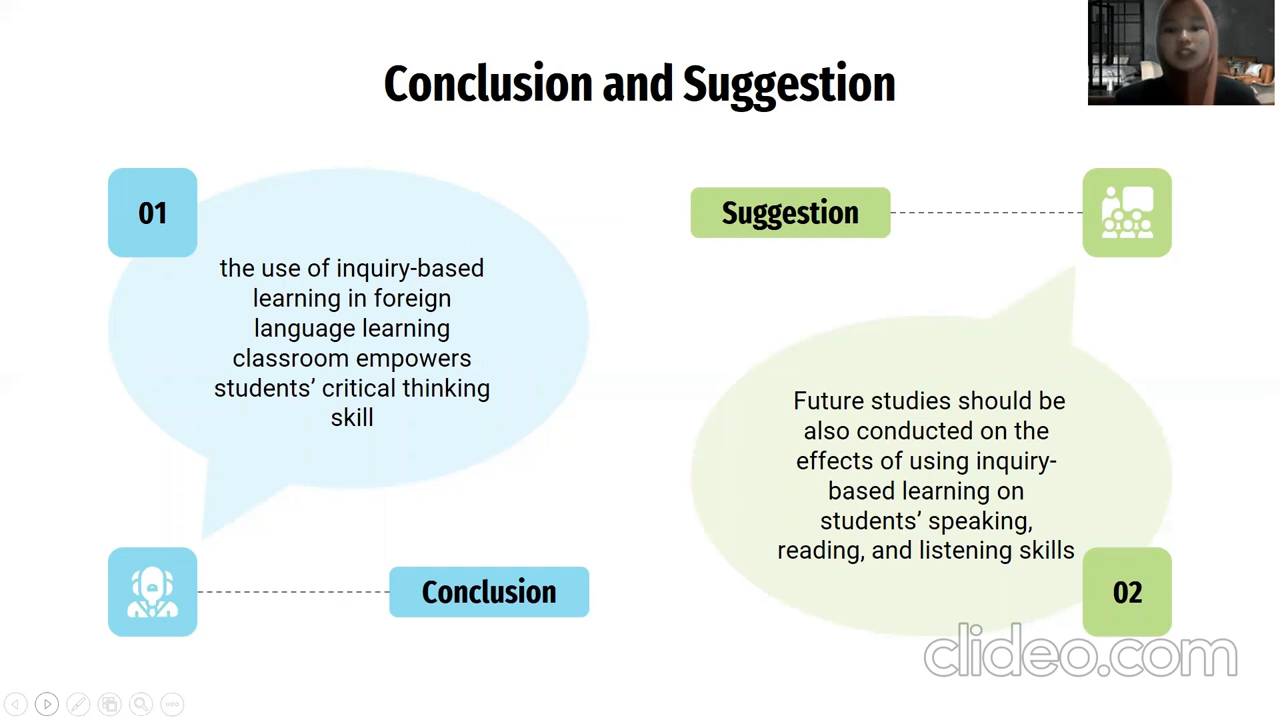 Conclusion and Suggestion
01
the use of inquiry-based
learning in foreign
language learning
classroom empowers
students’ critical thinking
skill
Conclusion
Suggestion
Future studies should be
also conducted on the
effects of using inquiry-
based learning on
students’ speaking,
reading, and listening skills
02
clideo.com